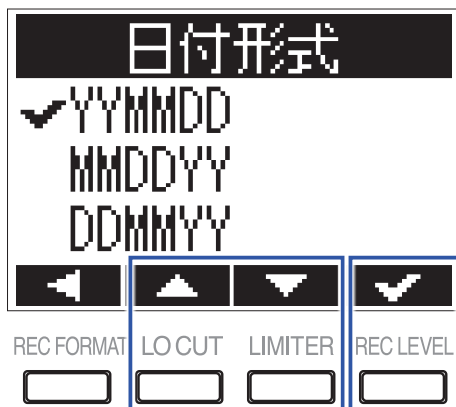 日付形式
YYMMDD
MMDDYY
DDMMYY
REC FORMAT LO CUT LIMITER REC LEVEL